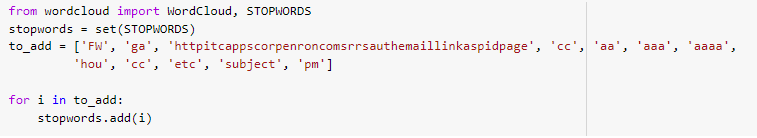 from wordcloud import WordCloud, STOPWORDS
stopwords = set(STOPWORDS)
to_add = ['FW', 'ga', 'httpitcappscorpenroncomsrrsauthemaillinkaspidpage', 'cc', 'aa', 'aaa', 'aaaa',
'hou', 'cc', 'etc', 'subject', 'pm']
for i in to_add:
stopwords.add(i)